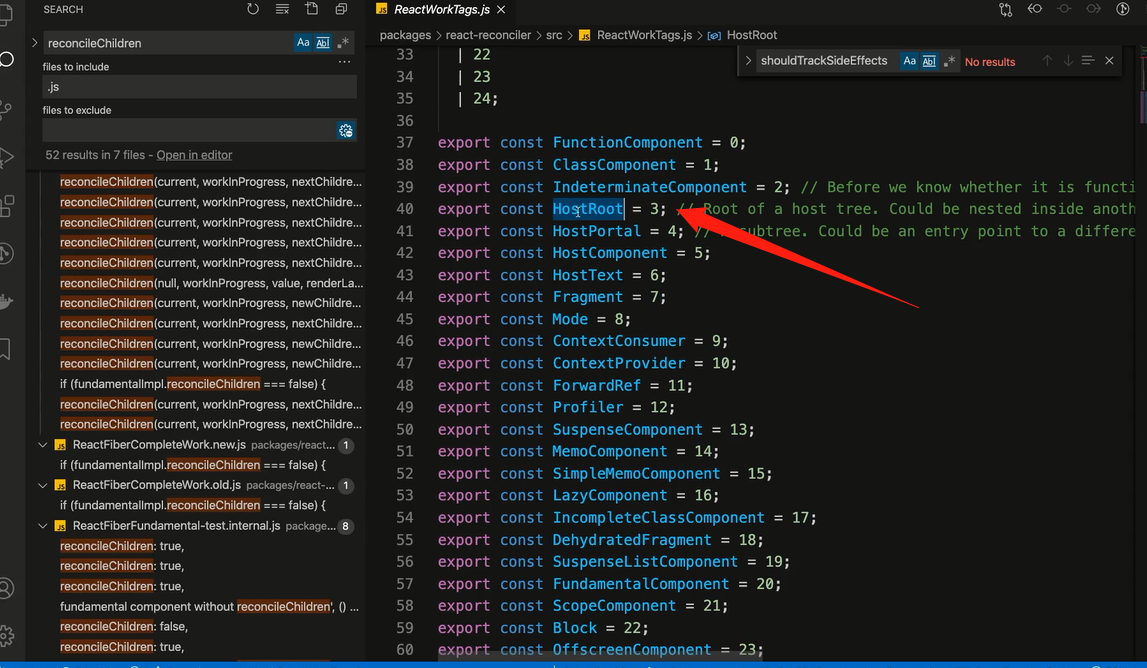 SEARCH
reconcileChildren
Aa
Ab
.*
files to include
...
.js
files to exclude
52 results in 7 files - Open in editor
reconcileChildren(current, workInProgress, nextChildre...
reconcileChildren(current, workInProgress, nextChildre...
reconcileChildren(current, workInProgress, nextChildre...
reconcileChildren(current, workInProgress, nextChildre...
reconcileChildren(current, workInProgress, nextChildre...
reconcileChildren(null, workInProgress, value, renderLa...
reconcileChildren(current, workInProgress, newChildre...
reconcileChildren(current, workInProgress, nextChildre...
reconcileChildren(current, workInProgress, newChildre...
reconcileChildren(current, workInProgress, newChildre...
if (fundamentalImpl.reconcileChildren === false) {
reconcileChildren(current, workInProgress, nextChildre...
reconcileChildren(current, workInProgress, nextChildre...
JS ReactFiberCompleteWork.new.js packages/react... 1
if (fundamentalImpl.reconcileChildren === false) {
JS ReactFiberCompleteWork.old.js packages/react-... 1
if (fundamentalImpl.reconcileChildren === false) {
JS ReactFiberFundamental-test.internal.js package... 8
reconcileChildren: true,
reconcileChildren: true,
reconcileChildren: true,
fundamental component without reconcileChildren', () ...
reconcileChildren: false,
reconcileChildren: true,
JS ReactWorkTags.js
packages > react-reconciler > src > JS ReactWorkTags.js > HostRoot
shouldTrackSideEffects Aa Ab .* No results
33 | 22
34 | 23
35 | 24;
36
37 export const FunctionComponent = 0;
38 export const ClassComponent = 1;
39 export const IndeterminateComponent = 2; // Before we know whether it is functi
40 export const HostRoot = 3; // Root of a host tree. Could be nested inside anoth
41 export const HostPortal = 4; // subtree. Could be an entry point to a differe
42 export const HostComponent = 5;
43 export const HostText = 6;
44 export const Fragment = 7;
45 export const Mode = 8;
46 export const ContextConsumer = 9;
47 export const ContextProvider = 10;
48 export const ForwardRef = 11;
49 export const Profiler = 12;
50 export const SuspenseComponent = 13;
51 export const MemoComponent = 14;
52 export const SimpleMemoComponent = 15;
53 export const LazyComponent = 16;
54 export const IncompleteClassComponent = 17;
55 export const DehydratedFragment = 18;
56 export const SuspenseListComponent = 19;
57 export const FundamentalComponent = 20;
58 export const ScopeComponent = 21;
59 export const Block = 22;
60 export const OffscreenComponent = 23;